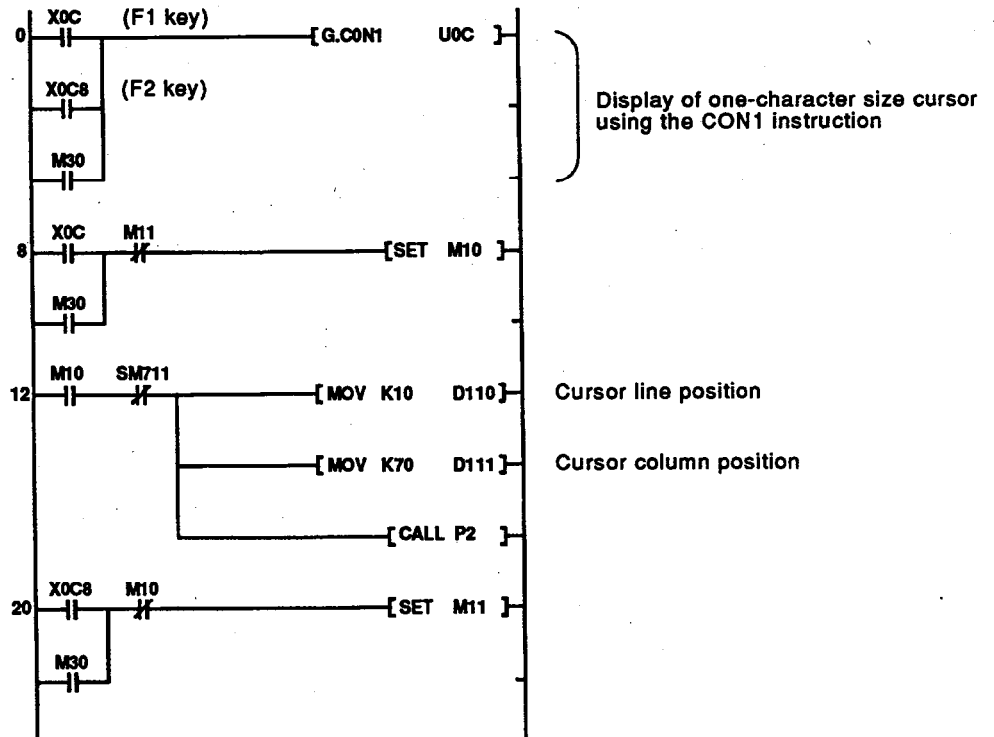 X0C (F1 key)
0 [G.CON1 U0C ]
X0C8 (F2 key)
Display of one-character size cursor
using the CON1 instruction
M30
X0C M11
8 [SET M10 ]
M30
M10 SM711
12 [MOV K10 D110] Cursor line position
[MOV K70 D111] Cursor column position
[CALL P2 ]
X0C8 M10
20 [SET M11 ]
M30